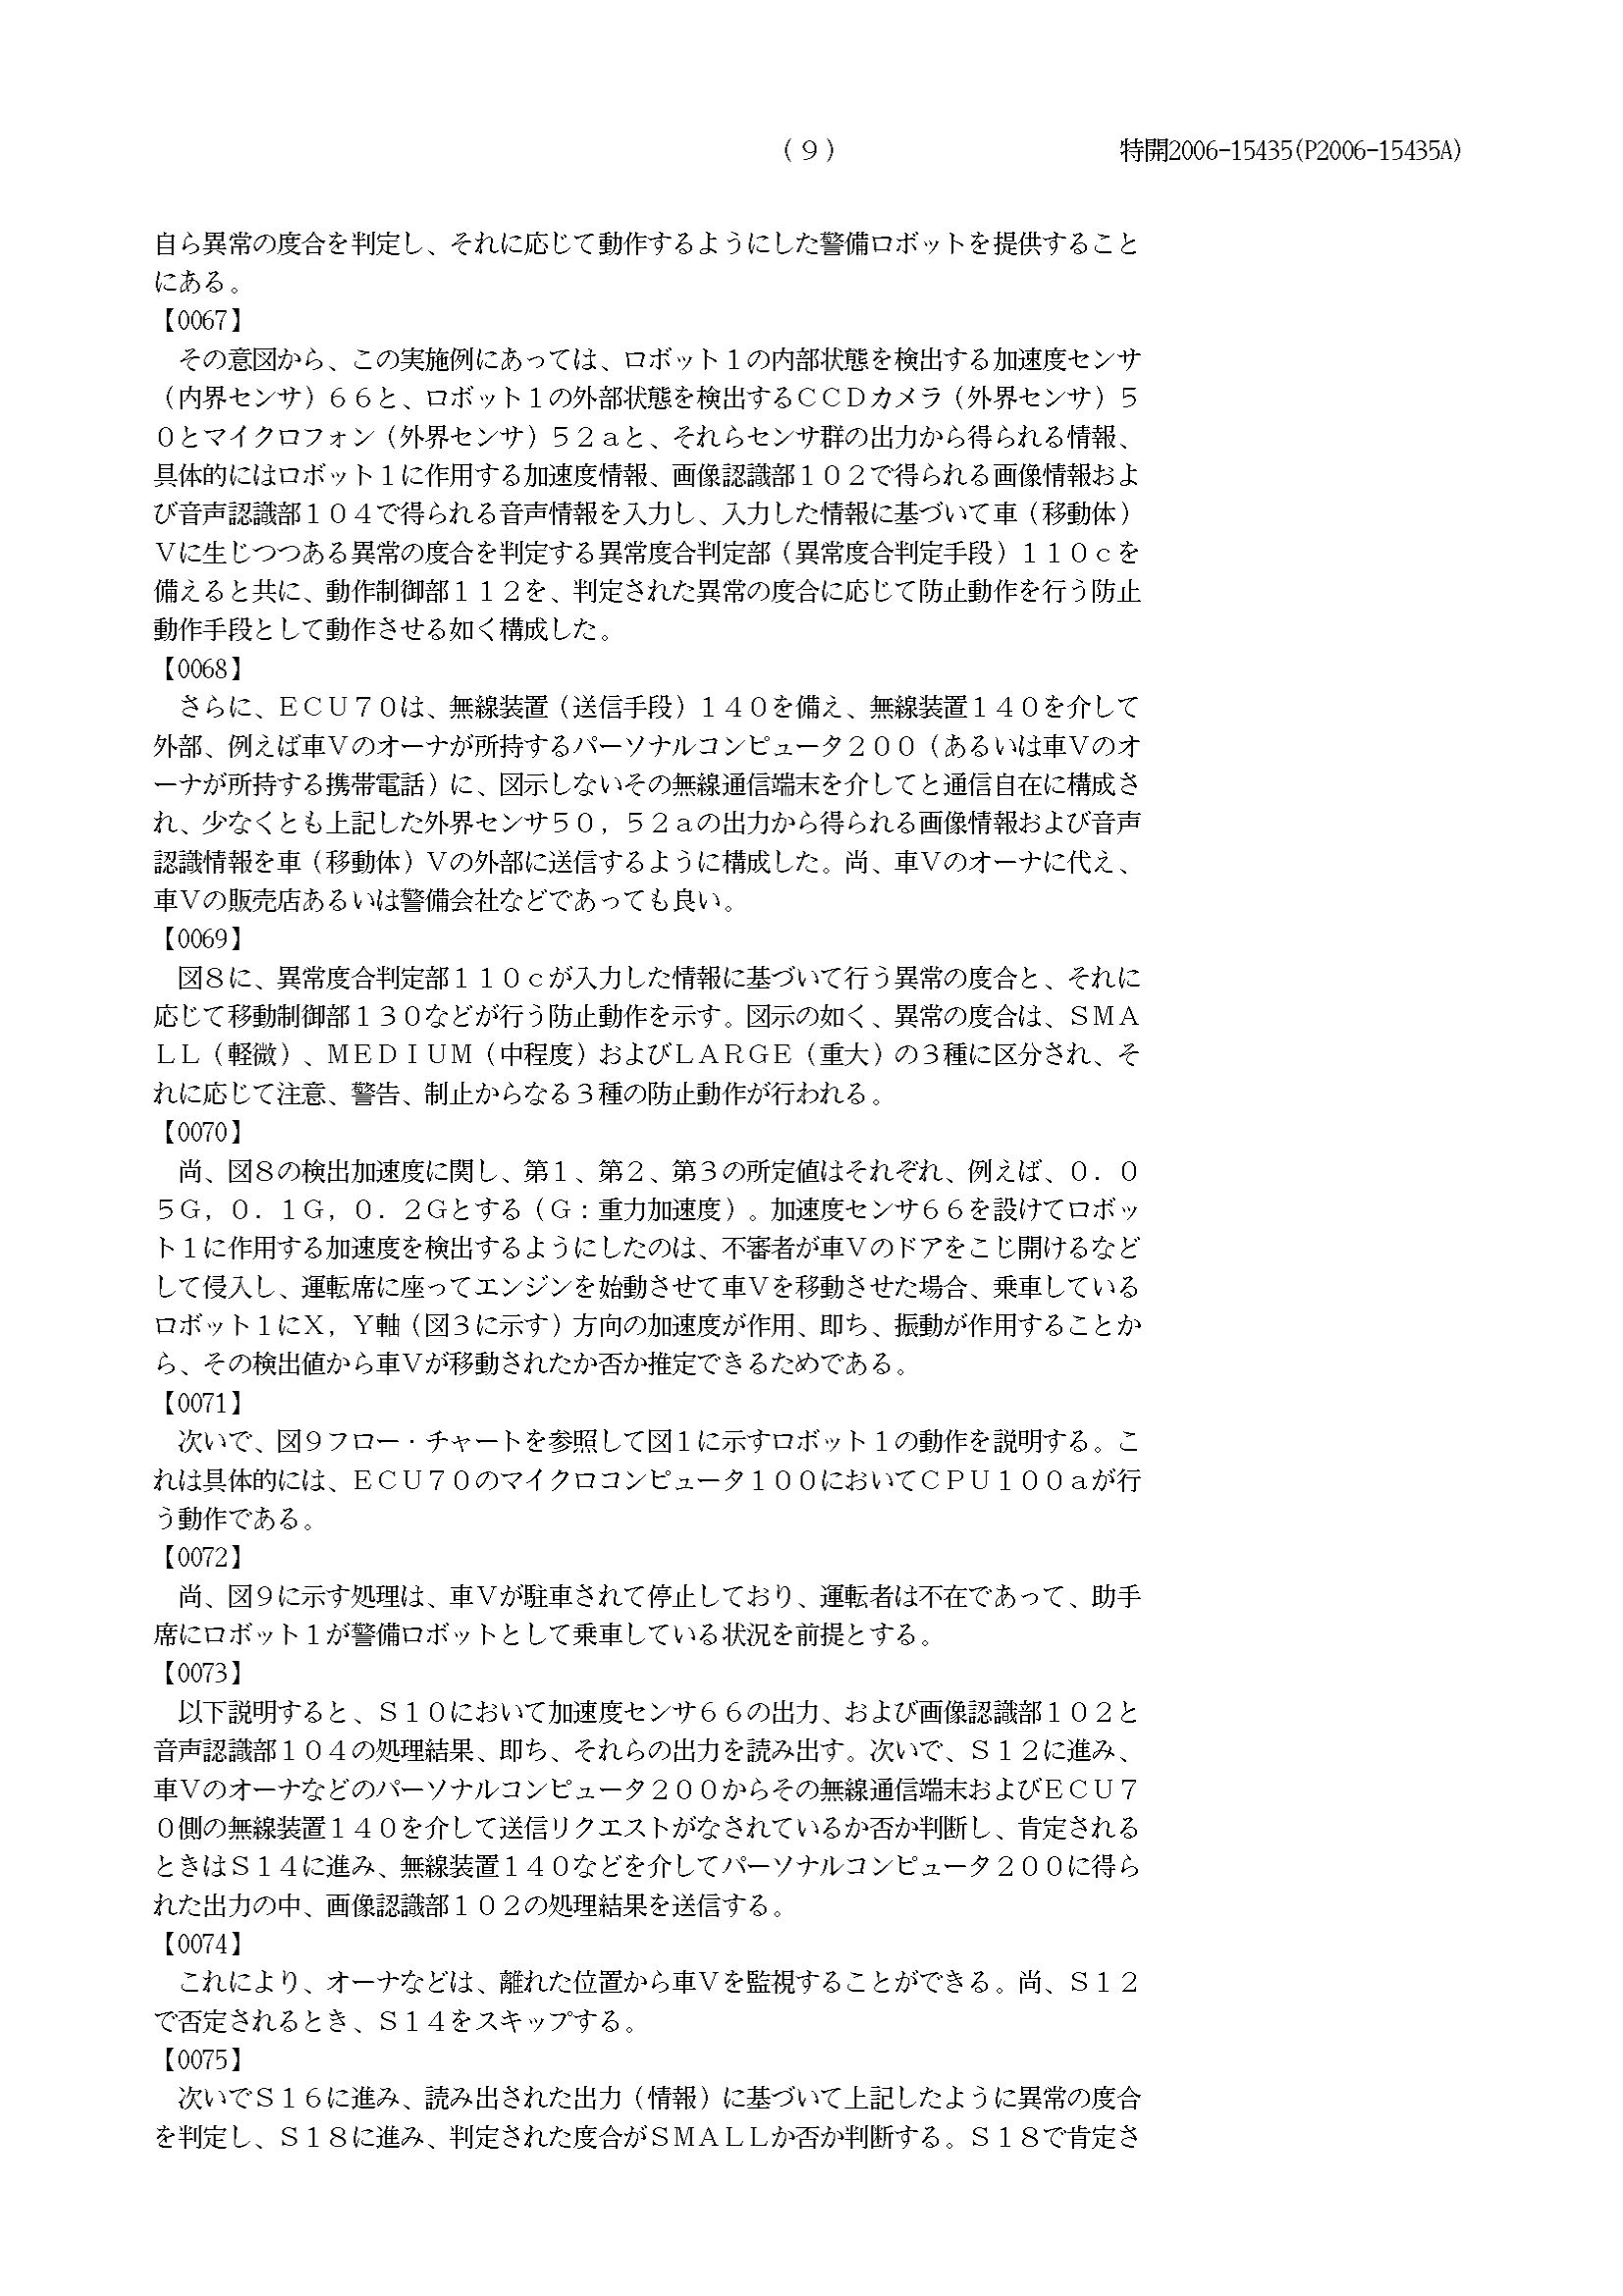 (９)
特開2006-15435(P2006-15435A)
自ら異常の度合を判定し、それに応じて動作するようにした警備ロボットを提供すること
にある。
【0067】
その意図から、この実施例にあっては、ロボット１の内部状態を検出する加速度センサ
（内界センサ）６６と、ロボット１の外部状態を検出するＣＣＤカメラ（外界センサ）５
０とマイクロフォン（外界センサ）５２ａと、それらセンサ群の出力から得られる情報、
具体的にはロボット１に作用する加速度情報、画像認識部１０２で得られる画像情報およ
び音声認識部１０４で得られる音声情報を入力し、入力した情報に基づいて車（移動体）
Ｖに生じつつある異常の度合を判定する異常度合判定部（異常度合判定手段）１１０ｃを
備えると共に、動作制御部１１２を、判定された異常の度合に応じて防止動作を行う防止
動作手段として動作させる如く構成した。
【0068】
さらに、ＥＣＵ７０は、無線装置（送信手段）１４０を備え、無線装置１４０を介して
外部、例えば車Ｖのオーナが所持するパーソナルコンピュータ２００（あるいは車Ｖのオ
ーナが所持する携帯電話）に、図示しないその無線通信端末を介してと通信自在に構成さ
れ、少なくとも上記した外界センサ５０，５２ａの出力から得られる画像情報および音声
認識情報を車（移動体）Ｖの外部に送信するように構成した。尚、車Ｖのオーナに代え、
車Ｖの販売店あるいは警備会社などであっても良い。
【0069】
図８に、異常度合判定部１１０ｃが入力した情報に基づいて行う異常の度合と、それに
応じて移動制御部１３０などが行う防止動作を示す。図示の如く、異常の度合は、ＳＭＡ
ＬＬ（軽微）、ＭＥＤＩＵＭ（中程度）およびＬＡＲＧＥ（重大）の３種に区分され、そ
れに応じて注意、警告、制止からなる３種の防止動作が行われる。
【0070】
尚、図８の検出加速度に関し、第１、第２、第３の所定値はそれぞれ、例えば、０．０
５Ｇ，０．１Ｇ，０．２Ｇとする（Ｇ：重力加速度）。加速度センサ６６を設けてロボッ
ト１に作用する加速度を検出するようにしたのは、不審者が車Ｖのドアをこじ開けるなど
して侵入し、運転席に座ってエンジンを始動させて車Ｖを移動させた場合、乗車している
ロボット１にＸ，Ｙ軸（図３に示す）方向の加速度が作用、即ち、振動が作用することか
ら、その検出値から車Ｖが移動されたか否か推定できるためである。
【0071】
次いで、図９フロー・チャートを参照して図１に示すロボット１の動作を説明する。こ
れは具体的には、ＥＣＵ７０のマイクロコンピュータ１００においてＣＰＵ１００ａが行
う動作である。
【0072】
尚、図９に示す処理は、車Ｖが駐車されて停止しており、運転者は不在であって、助手
席にロボット１が警備ロボットとして乗車している状況を前提とする。
【0073】
以下説明すると、Ｓ１０において加速度センサ６６の出力、および画像認識部１０２と
音声認識部１０４の処理結果、即ち、それらの出力を読み出す。次いで、Ｓ１２に進み、
車Ｖのオーナなどのパーソナルコンピュータ２００からその無線通信端末およびＥＣＵ７
０側の無線装置１４０を介して送信リクエストがなされているか否か判断し、肯定される
ときはＳ１４に進み、無線装置１４０などを介してパーソナルコンピュータ２００に得ら
れた出力の中、画像認識部１０２の処理結果を送信する。
【0074】
これにより、オーナなどは、離れた位置から車Ｖを監視することができる。尚、Ｓ１２
で否定されるとき、Ｓ１４をスキップする。
【0075】
次いでＳ１６に進み、読み出された出力（情報）に基づいて上記したように異常の度合
を判定し、Ｓ１８に進み、判定された度合がＳＭＡＬＬか否か判断する。Ｓ１８で肯定さ